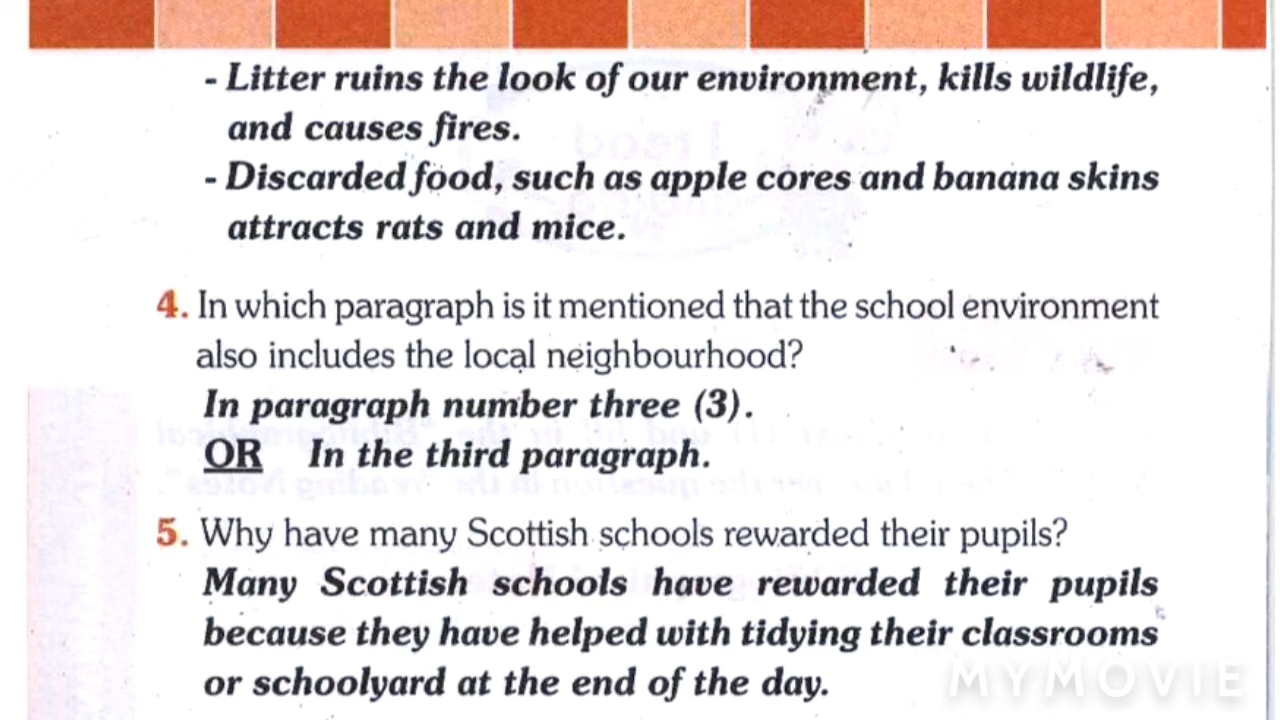 - Litter ruins the look of our environment, kills wildlife,
and causes fires.
- Discarded food, such as apple cores and banana skins
attracts rats and mice.
4. In which paragraph is it mentioned that the school environment
also includes the local neighbourhood?
In paragraph number three (3).
OR In the third paragraph.
5. Why have many Scottish schools rewarded their pupils?
Many Scottish schools have rewarded their pupils
because they have helped with tidying their classrooms
or schoolyard at the end of the day.
MYMOVIE